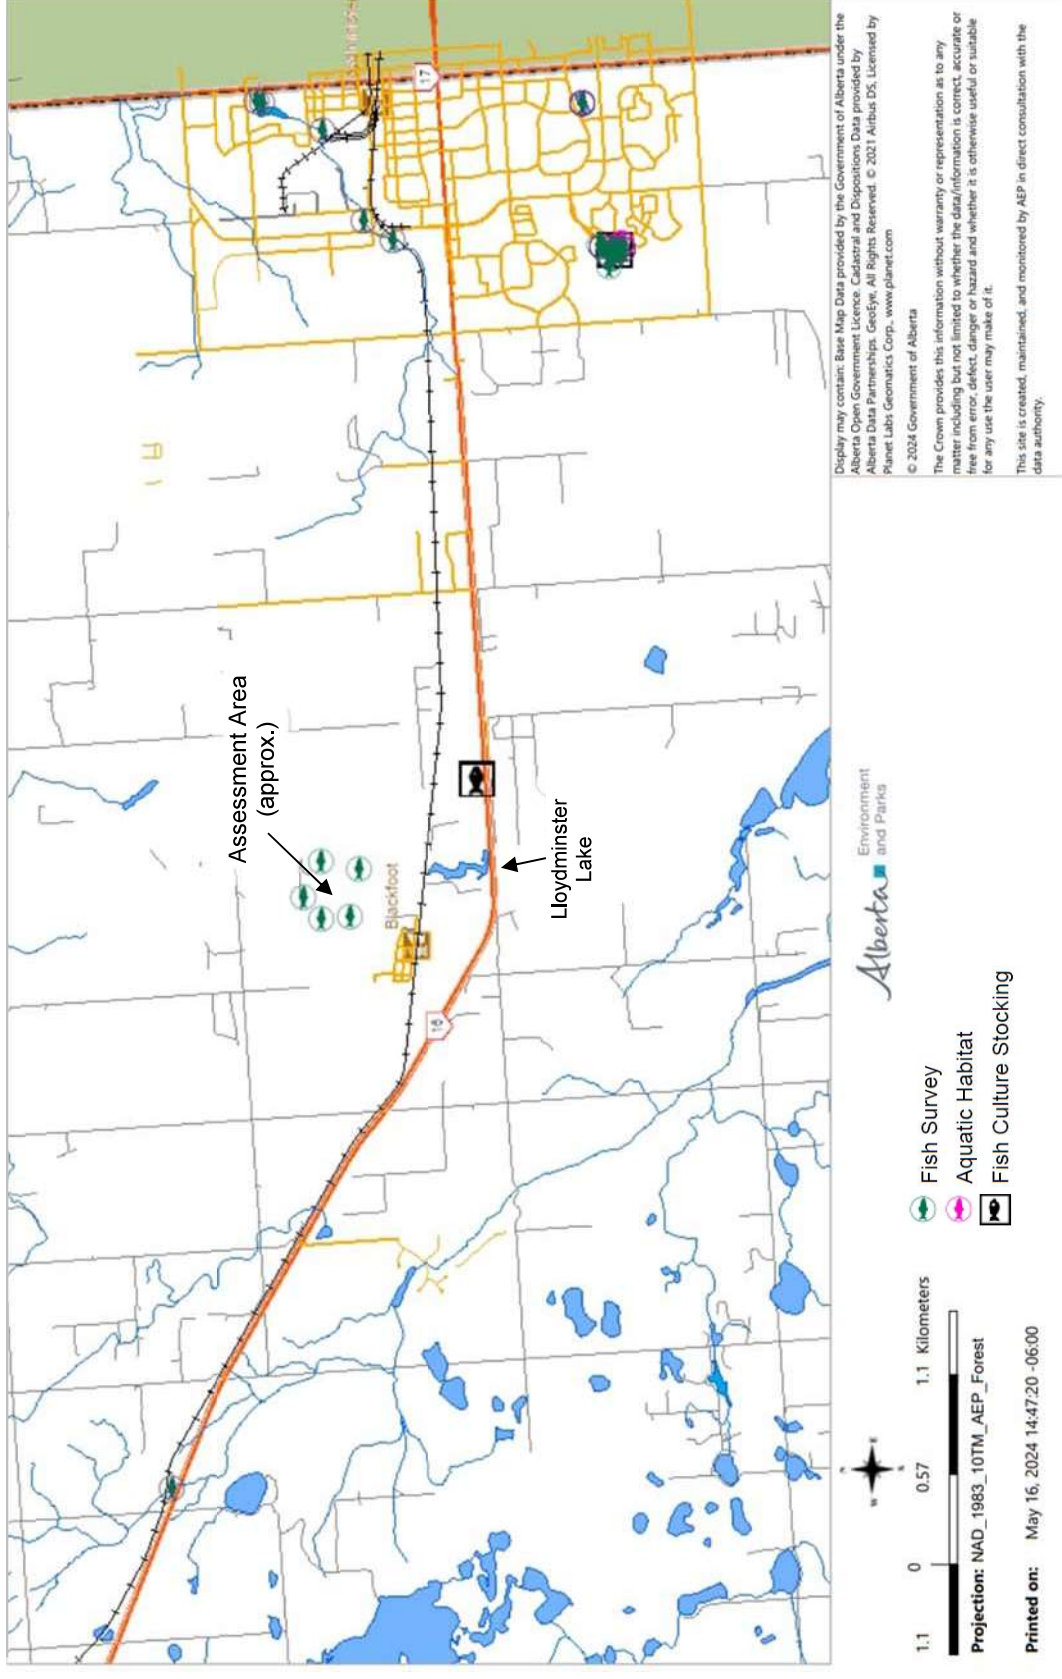 17
Assessment Area
(approx.)
Blackfoot
Lloydminster
Lake
16
Fish Survey
Aquatic Habitat
Fish Culture Stocking
Alberta
Environment
and Parks
Display may contain: Base Map Data provided by the Government of Alberta under the
Alberta Open Government Licence. Cadastral and Dispositions Data provided by
Alberta Data Partnerships. GeoEye, All Rights Reserved. © 2021 Airbus DS, Licensed by
Planet Labs Geomatics Corp., www.planet.com
© 2024 Government of Alberta
The Crown provides this information without warranty or representation as to any
matter including but not limited to whether the data/information is correct, accurate or
free from error, defect, danger or hazard and whether it is otherwise useful or suitable
for any use the user may make of it.
This site is created, maintained, and monitored by AEP in direct consultation with the
data authority.
N
W
E
S
1.1 0 0.57 1.1 Kilometers
Projection: NAD_1983_10TM_AEP_Forest
Printed on: May 16, 2024 14:47:20 -06:00